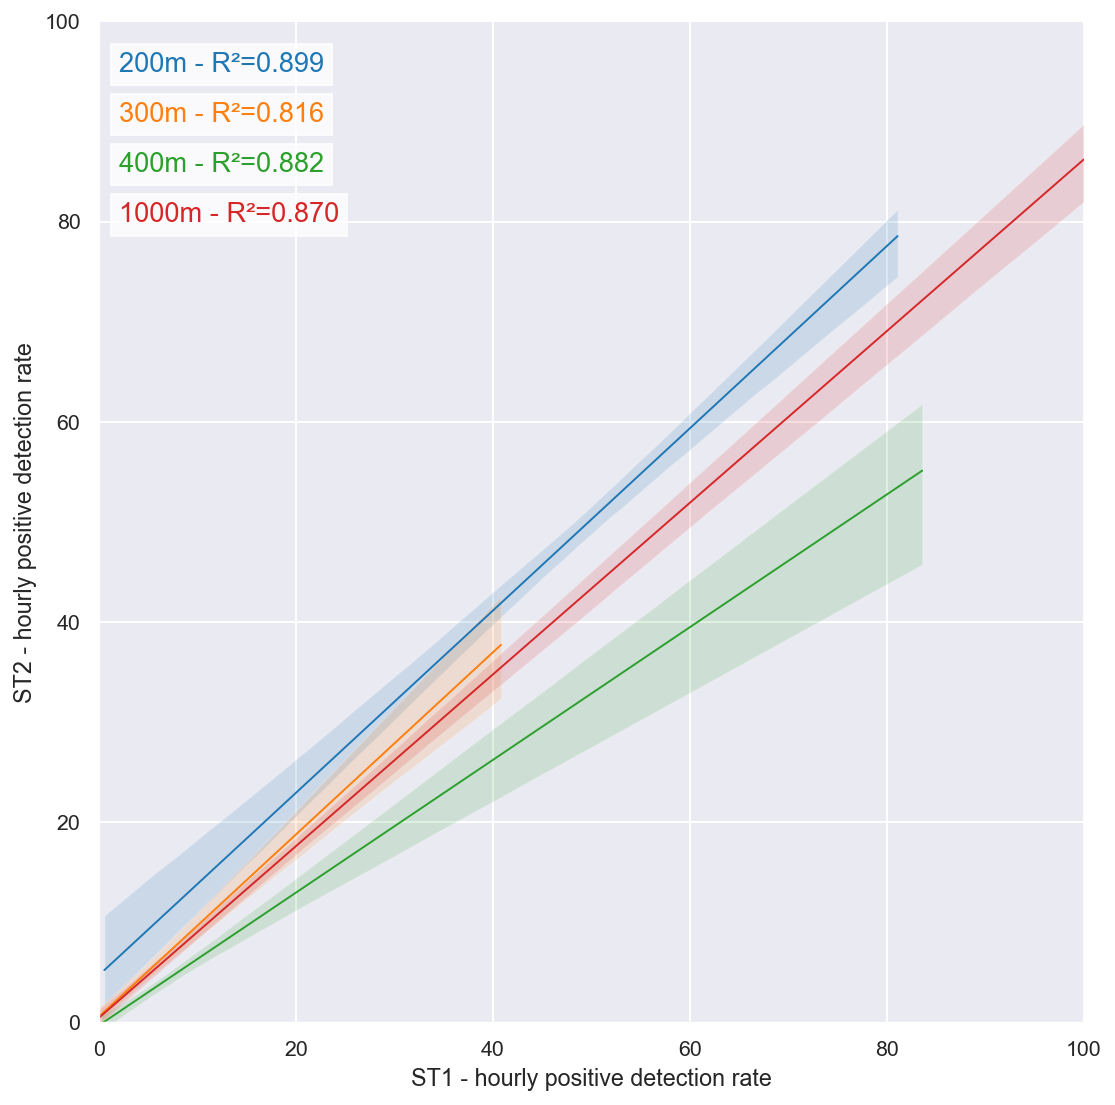 100
200m - R²=0.899
300m - R²=0.816
400m - R²=0.882
1000m - R²=0.870
80
60
40
20
0
ST2 - hourly positive detection rate
0 20 40 60 80 100
ST1 - hourly positive detection rate